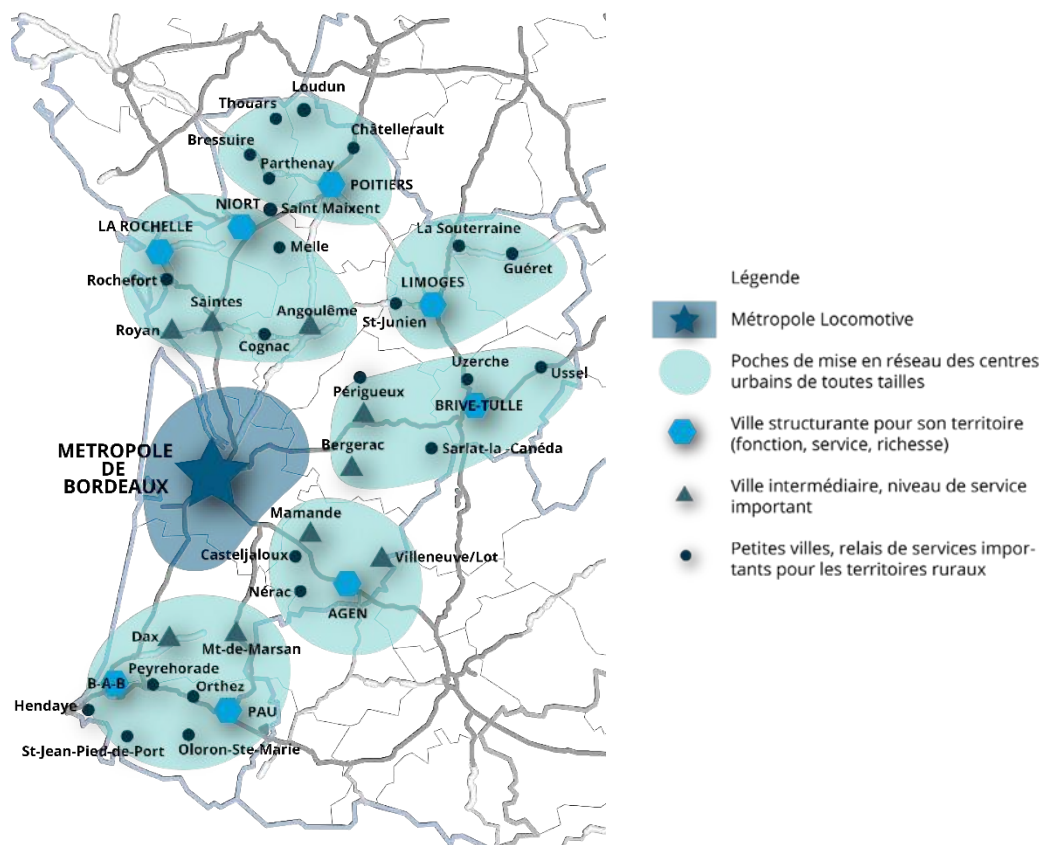 Loudun
Thouars
Châtellerault
Bressuire
Parthenay
POITIERS
NIORT
Saint Maixent
LA ROCHELLE
Melle
La Souterraine
Guéret
Rochefort
LIMOGES
Saintes
Angoulême
St-Junien
Royan
Cognac
Uzerche
Ussel
Périgueux
BRIVE-TULLE
Bergerac
Sarlat-la -Canéda
METROPOLE
DE
BORDEAUX
Mamande
Casteljaloux
Villeneuve/Lot
Nérac
AGEN
Dax
Mt-de-Marsan
Peyrehorade
B-A-B
Orthez
Hendaye
PAU
St-Jean-Pied-de-Port
Oloron-Ste-Marie
Légende
Métropole Locomotive
Poches de mise en réseau des centres
urbains de toutes tailles
Ville structurante pour son territoire
(fonction, service, richesse)
Ville intermédiaire, niveau de service
important
Petites villes, relais de services impor-
tants pour les territoires ruraux